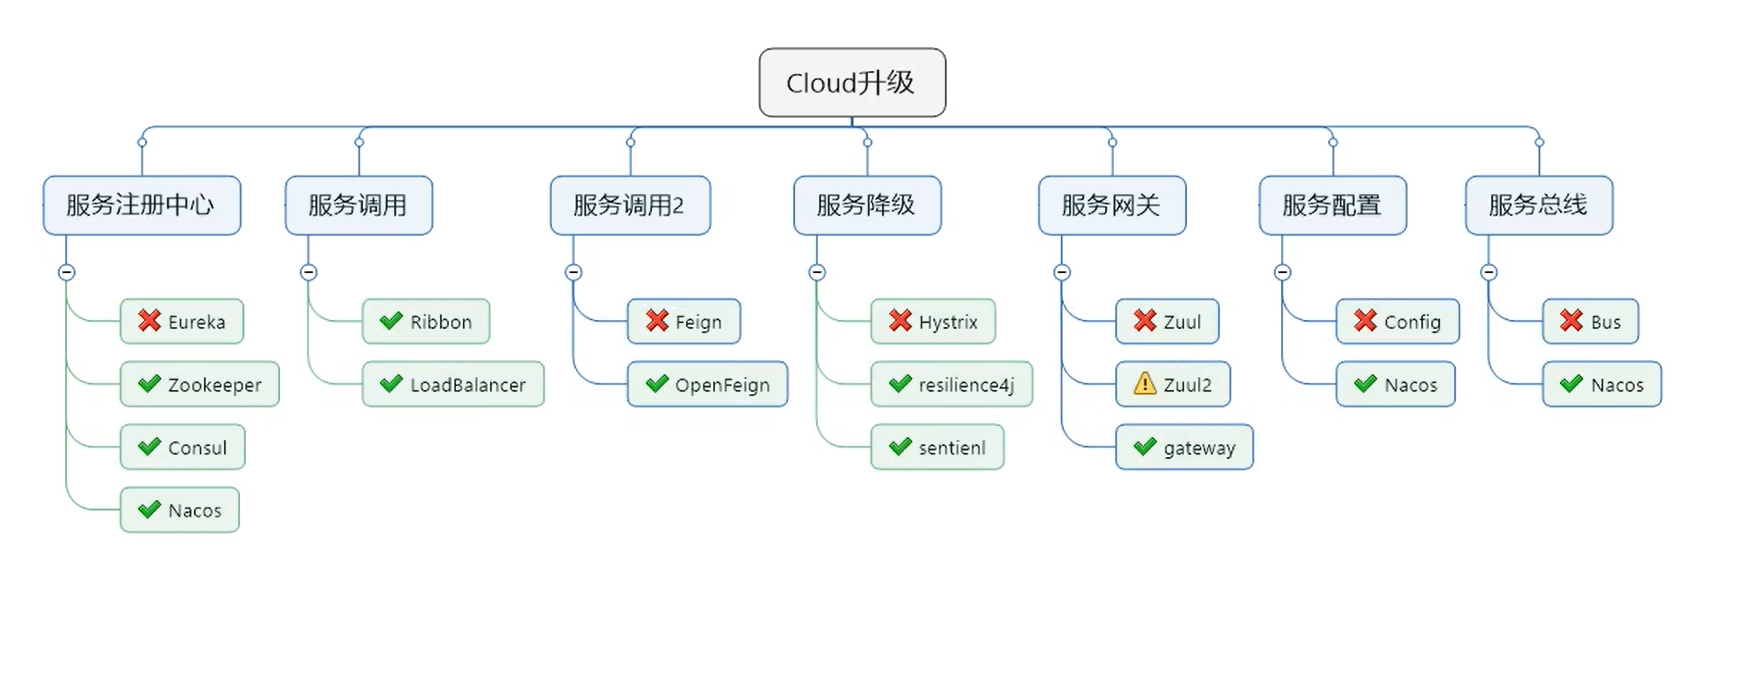 Cloud升级
服务注册中心
Eureka
Zookeeper
Consul
Nacos
服务调用
Ribbon
LoadBalancer
服务调用2
Feign
OpenFeign
服务降级
Hystrix
resilience4j
sentienl
服务网关
Zuul
Zuul2
gateway
服务配置
Config
Nacos
服务总线
Bus
Nacos